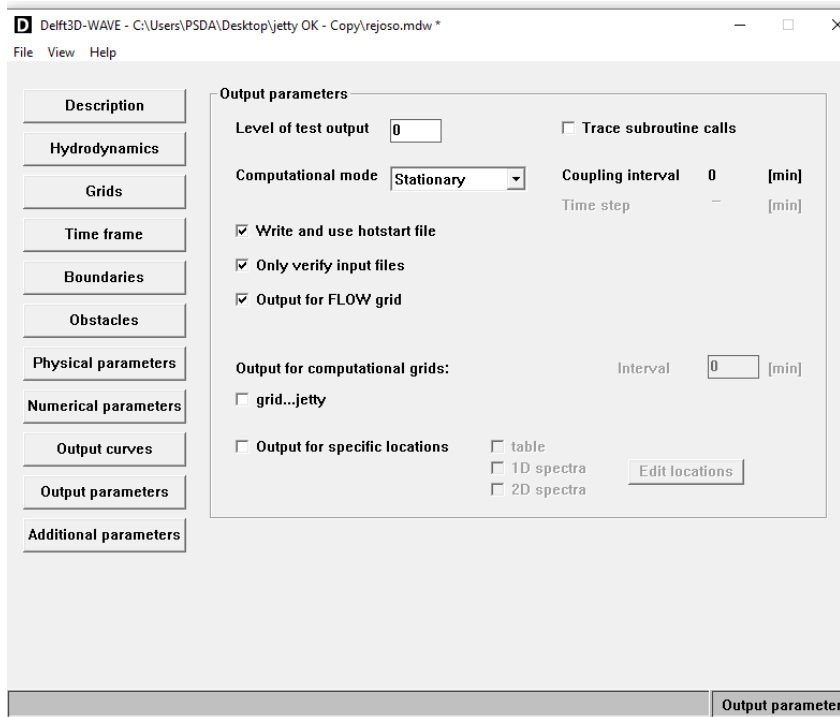 D Delft3D-WAVE - C:\Users\PSDA\Desktop\jetty OK - Copy\rejoso.mdw *
File View Help
Description
Hydrodynamics
Grids
Time frame
Boundaries
Obstacles
Physical parameters
Numerical parameters
Output curves
Output parameters
Additional parameters
Output parameters
Level of test output 0 Trace subroutine calls
Computational mode Stationary Coupling interval 0 [min]
Time step – [min]
Write and use hotstart file
Only verify input files
Output for FLOW grid
Output for computational grids: Interval 0 [min]
grid...jetty
Output for specific locations table
1D spectra Edit locations
2D spectra
Output parameter